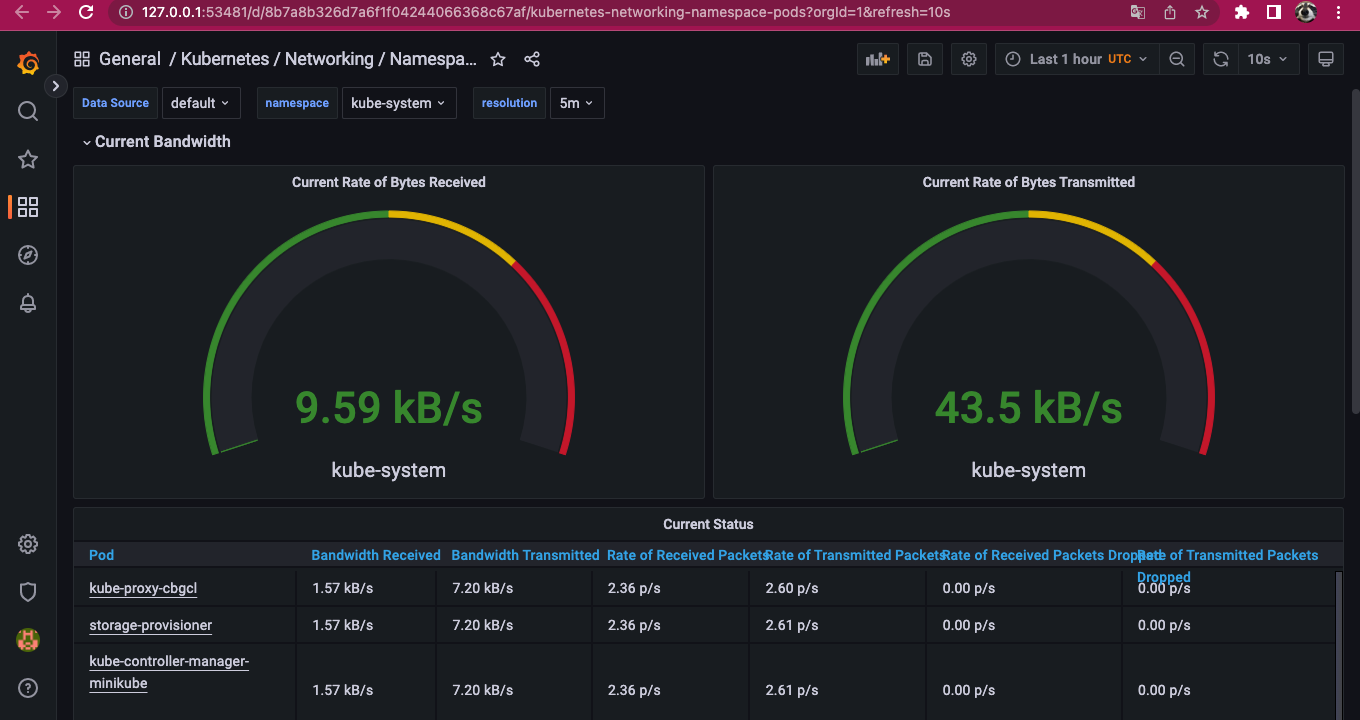 127.0.0.1:53481/d/8b7a8b326d7a6f1f04244066368c67af/kubernetes-networking-namespace-pods?orgId=1&refresh=10s
General / Kubernetes / Networking / Namespa...
Last 1 hour UTC
10s
Data Source default namespace kube-system resolution 5m
Current Bandwidth
Current Rate of Bytes Received
Current Rate of Bytes Transmitted
9.59 kB/s
43.5 kB/s
kube-system
kube-system
Current Status
Pod Bandwidth Received Bandwidth Transmitted Rate of Received Packets Rate of Transmitted Packets Rate of Received Packets Dropped Rate of Transmitted Packets
Dropped
kube-proxy-cbgcl 1.57 kB/s 7.20 kB/s 2.36 p/s 2.60 p/s 0.00 p/s 0.00 p/s
storage-provisioner 1.57 kB/s 7.20 kB/s 2.36 p/s 2.61 p/s 0.00 p/s 0.00 p/s
kube-controller-manager-
minikube 1.57 kB/s 7.20 kB/s 2.36 p/s 2.61 p/s 0.00 p/s 0.00 p/s